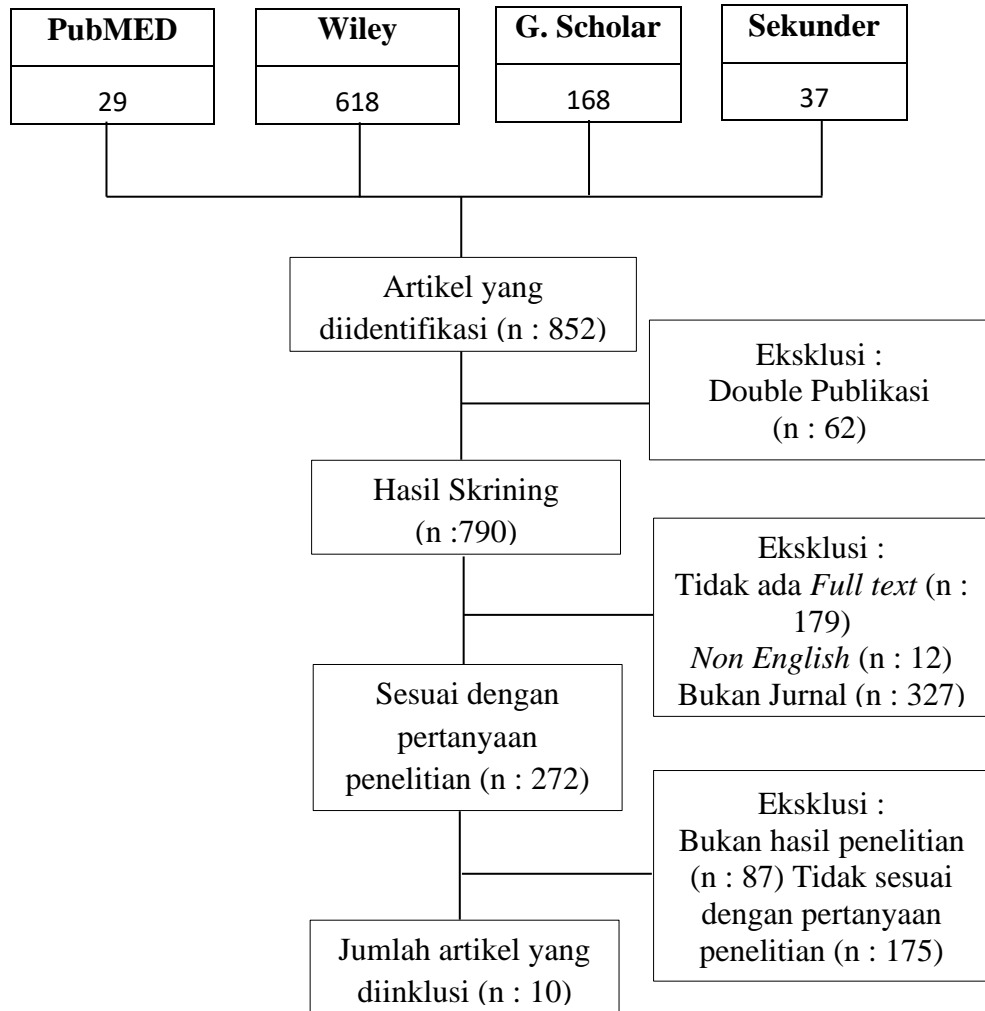 PubMED
29
Wiley
618
G. Scholar
168
Sekunder
37
Artikel yang
diidentifikasi (n : 852)
Eksklusi :
Double Publikasi
(n : 62)
Hasil Skrining
(n :790)
Eksklusi :
Tidak ada Full text (n :
179)
Non English (n : 12)
Bukan Jurnal (n : 327)
Sesuai dengan
pertanyaan
penelitian (n : 272)
Eksklusi :
Bukan hasil penelitian
(n : 87) Tidak sesuai
dengan pertanyaan
penelitian (n : 175)
Jumlah artikel yang
diinklusi (n : 10)